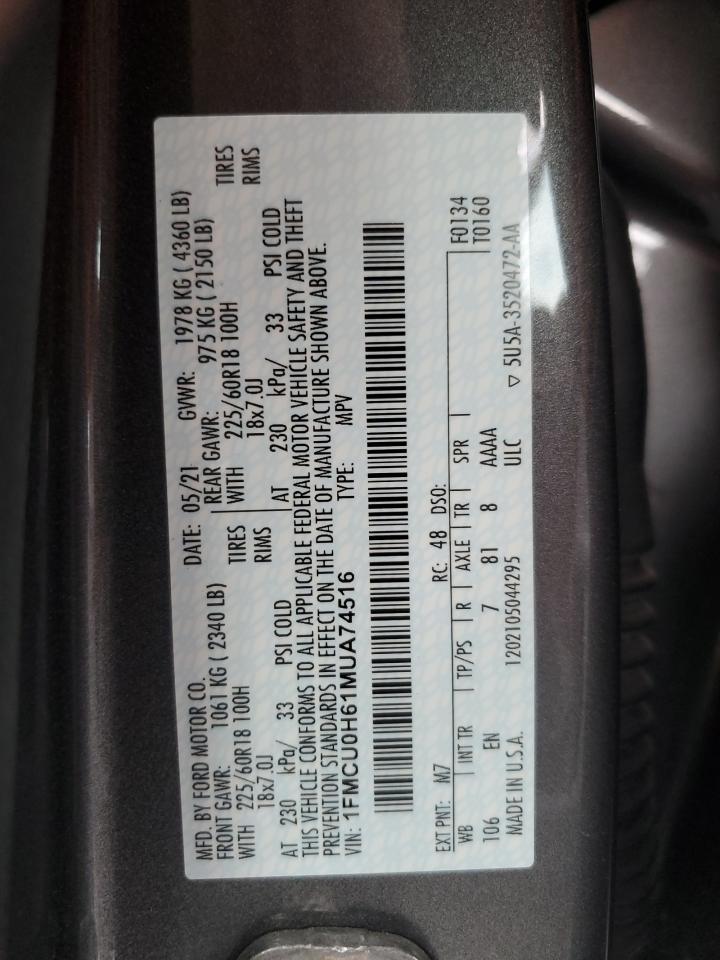 MFD. BY FORD MOTOR CO. DATE: 05/21 GVWR: 1978 KG ( 4360 LB)
FRONT GAWR: 1061 KG ( 2340 LB) REAR GAWR: 975 KG ( 2150 LB)
WITH 225/60R18 100H TIRES WITH 225/60R18 100H TIRES
18x7.0J RIMS 18x7.0J RIMS
AT 230 kPa/ 33 PSI COLD AT 230 kPa/ 33 PSI COLD
THIS VEHICLE CONFORMS TO ALL APPLICABLE FEDERAL MOTOR VEHICLE SAFETY AND THEFT
PREVENTION STANDARDS IN EFFECT ON THE DATE OF MANUFACTURE SHOWN ABOVE.
VIN: 1FMCU0H61MUA74516 TYPE: MPV
EXT PNT: M7 RC: 48 DSO: F0134
WB INT TR TP/PS R AXLE TR SPR T0160
106 EN 7 81 8 AAAA
MADE IN U.S.A. 1202105044295 ULC ▽ 5U5A-3520472-AA